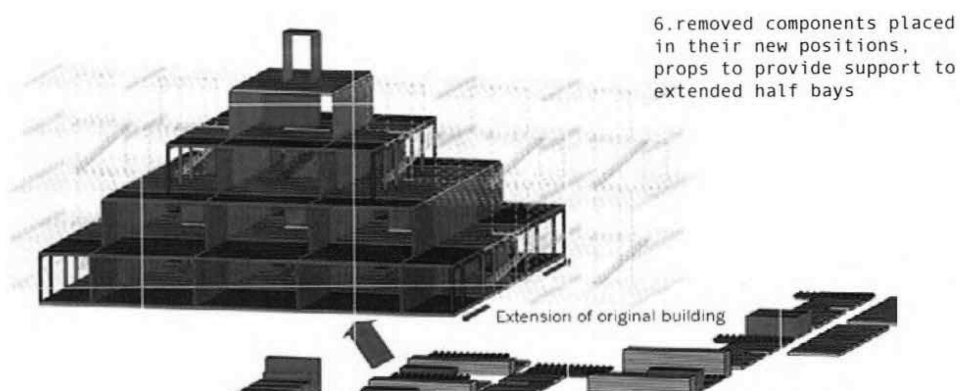 6.removed components placed
in their new positions,
props to provide support to
extended half bays
Extension of original building